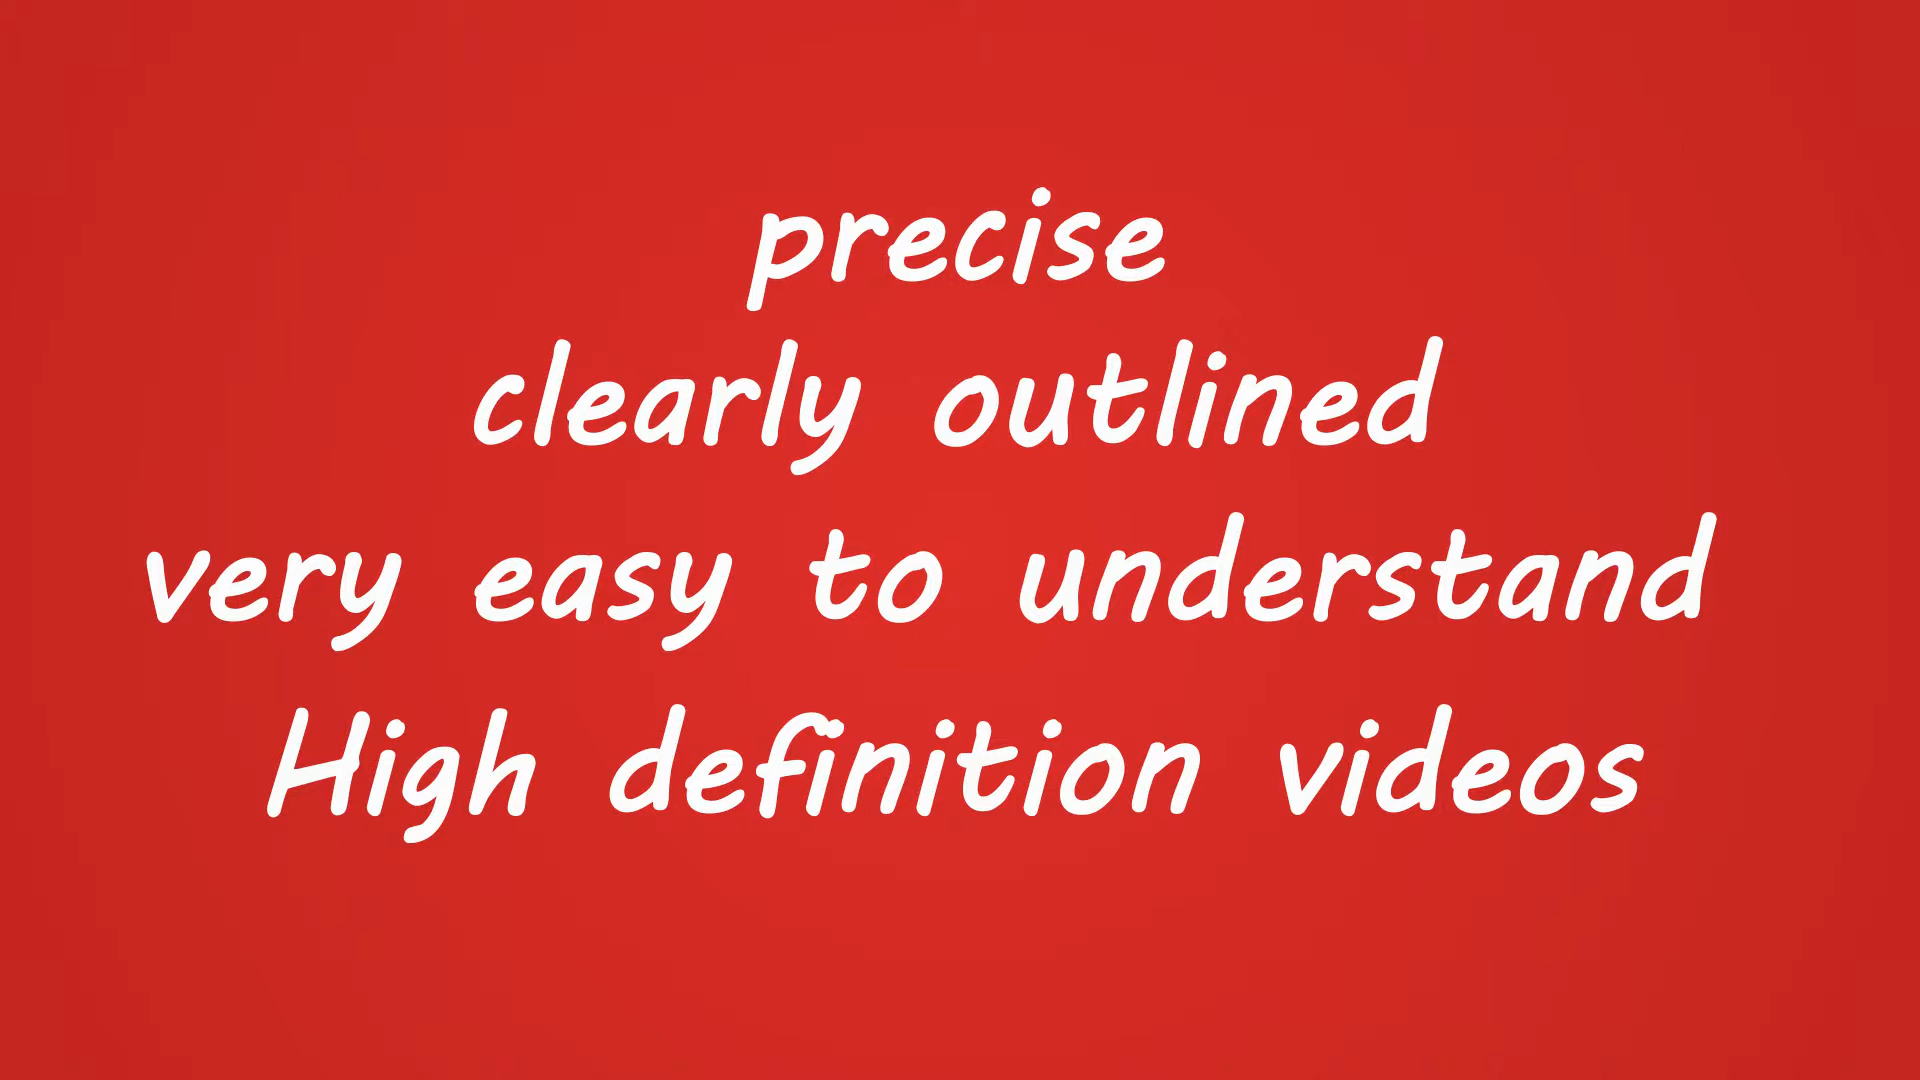 precise
clearly outlined
very easy to understand
High definition videos